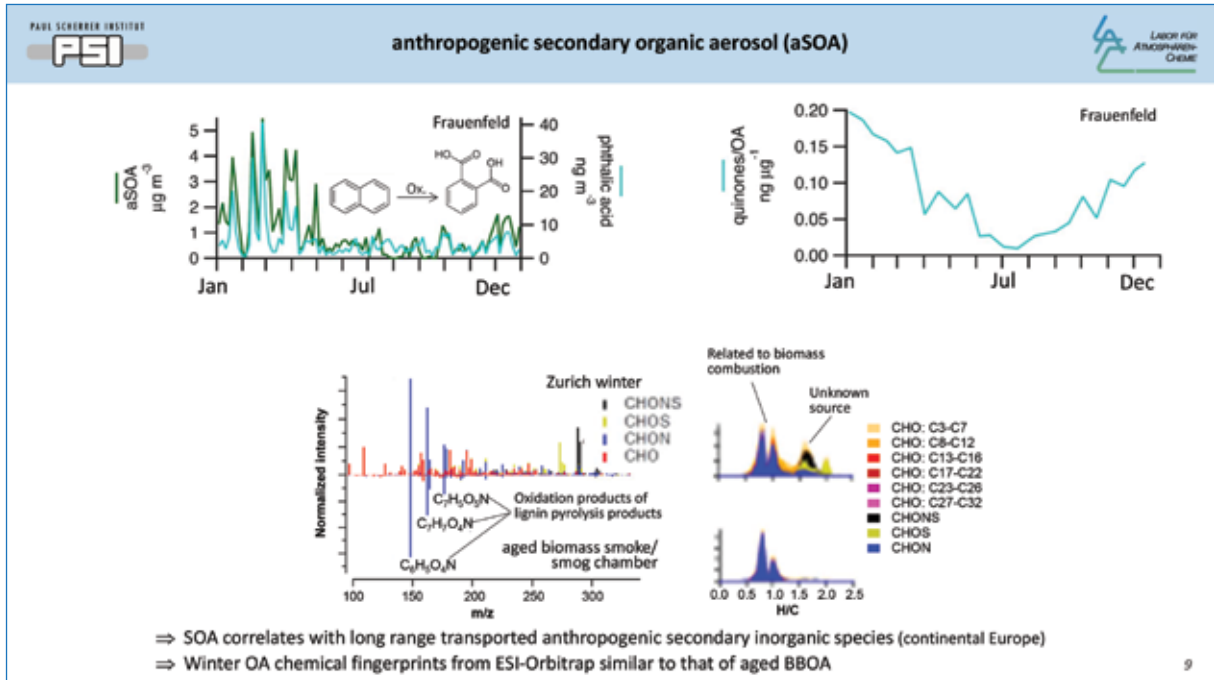 PAUL SCHERRER INSTITUT
PSI
anthropogenic secondary organic aerosol (aSOA)
LABOR FÜR
ATMOSPHÄREN-
CHEMIE
Frauenfeld
aSOA
µg m⁻³
5
4
3
2
1
0
HO
O
OH
O
Ox.
40
30
20
10
0
phthalic acid
ng m⁻³
Jan
Jul
Dec
Frauenfeld
quinones/OA
ng µg⁻¹
0.20
0.15
0.10
0.05
0.00
Jan
Jul
Dec
Zurich winter
CHONS
CHOS
CHON
CHO
Normalized intensity
C₇H₅O₅N
C₇H₇O₄N
C₆H₅O₄N
Oxidation products of
lignin pyrolysis products
aged biomass smoke/
smog chamber
100 150 200 250 300
m/z
Related to biomass
combustion
Unknown
source
CHO: C3-C7
CHO: C8-C12
CHO: C13-C16
CHO: C17-C22
CHO: C23-C26
CHO: C27-C32
CHONS
CHOS
CHON
0.0 0.5 1.0 1.5 2.0 2.5
H/C
⇒ SOA correlates with long range transported anthropogenic secondary inorganic species (continental Europe)
⇒ Winter OA chemical fingerprints from ESI-Orbitrap similar to that of aged BBOA
9